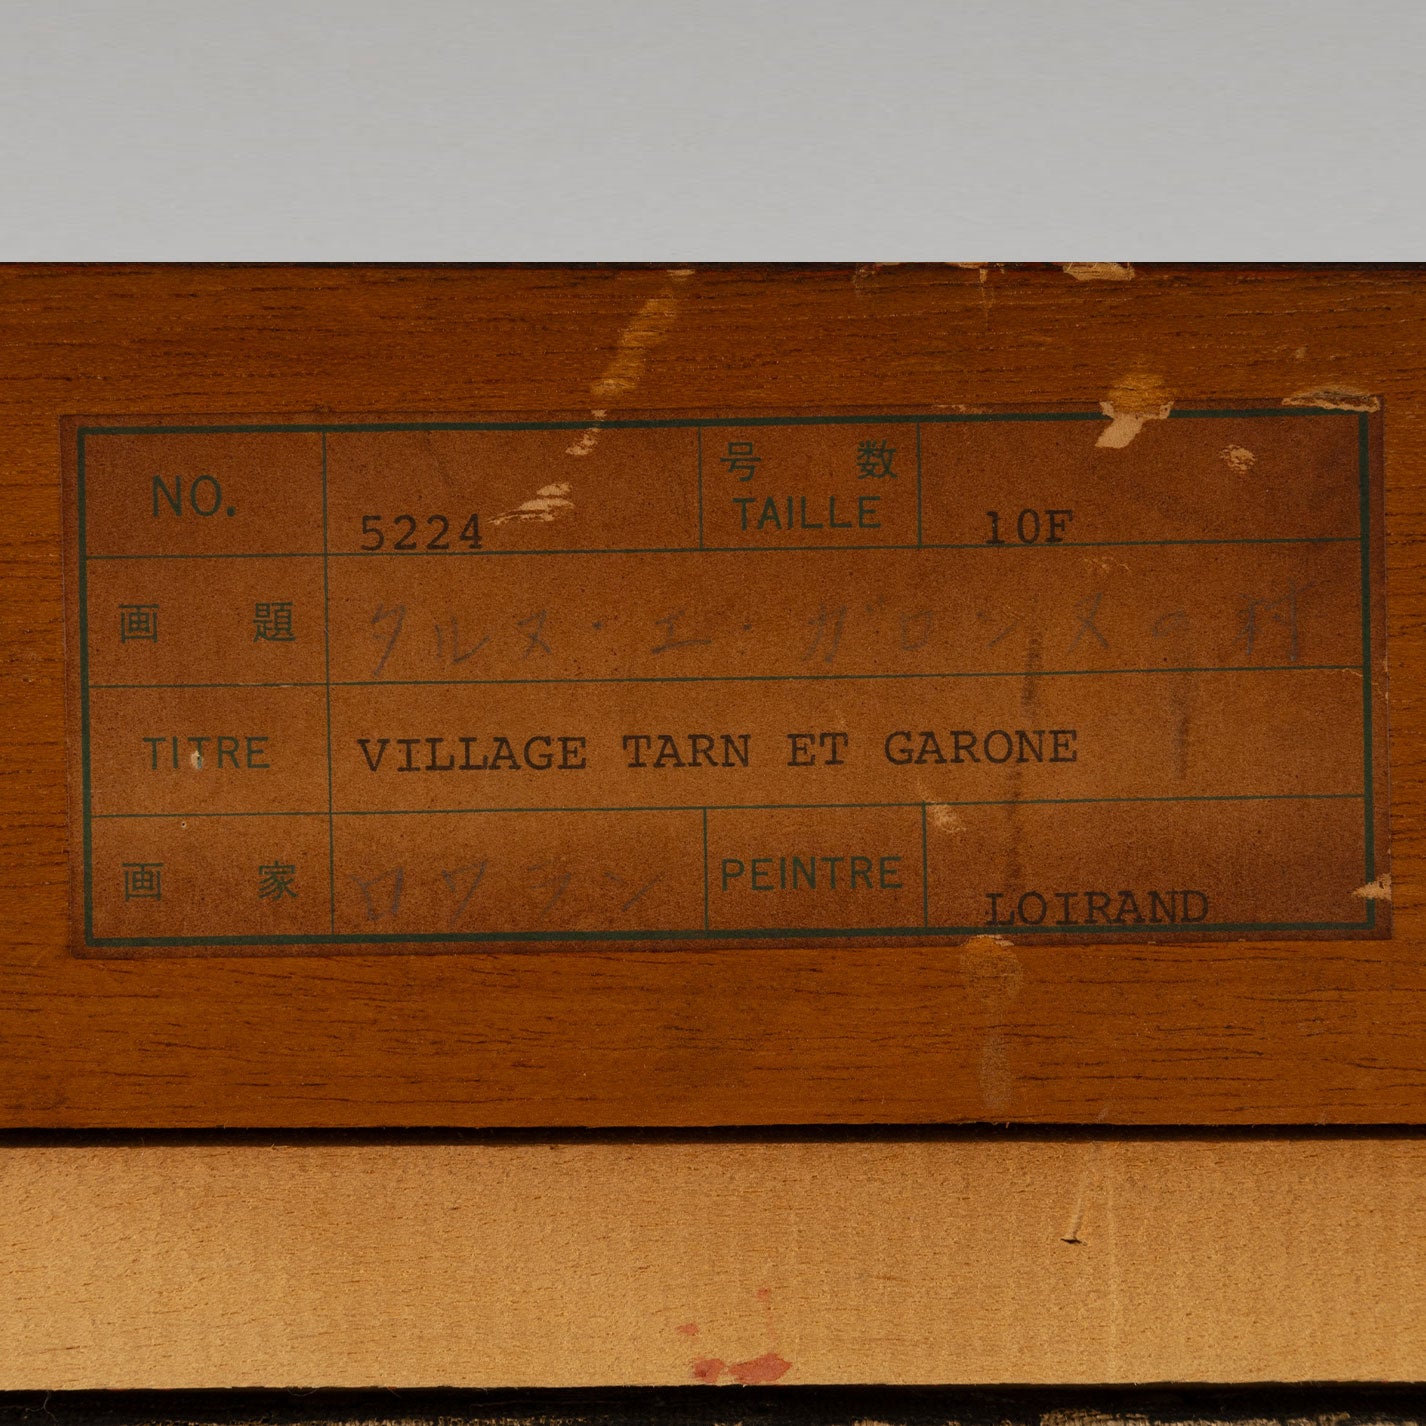 NO. 5224 号数 TAILLE 10F
画題 タルヌ・エ・ガロンヌの村
TITRE VILLAGE TARN ET GARONE
画家 ロワラン PEINTRE LOIRAND